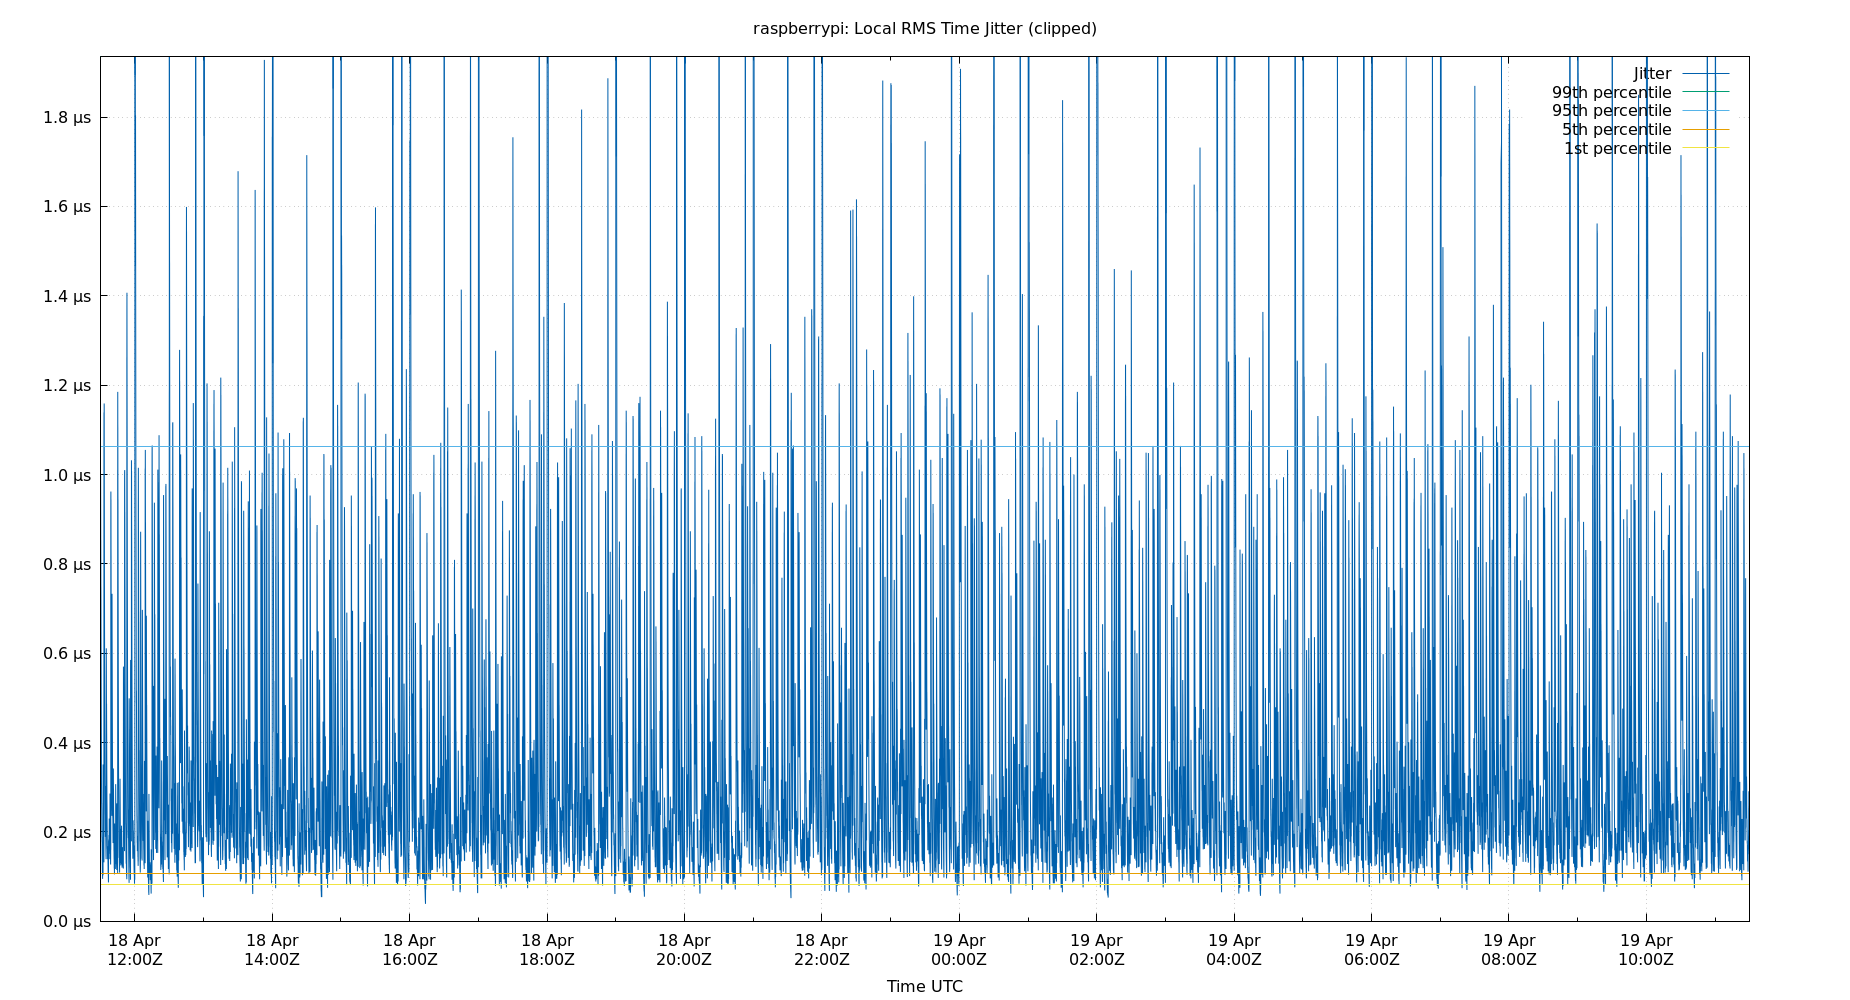 raspberrypi: Local RMS Time Jitter (clipped)
Jitter
99th percentile
95th percentile
5th percentile
1st percentile
1.8 µs
1.6 µs
1.4 µs
1.2 µs
1.0 µs
0.8 µs
0.6 µs
0.4 µs
0.2 µs
0.0 µs
18 Apr 18 Apr 18 Apr 18 Apr 18 Apr 18 Apr 19 Apr 19 Apr 19 Apr 19 Apr 19 Apr 19 Apr
12:00Z 14:00Z 16:00Z 18:00Z 20:00Z 22:00Z 00:00Z 02:00Z 04:00Z 06:00Z 08:00Z 10:00Z
Time UTC